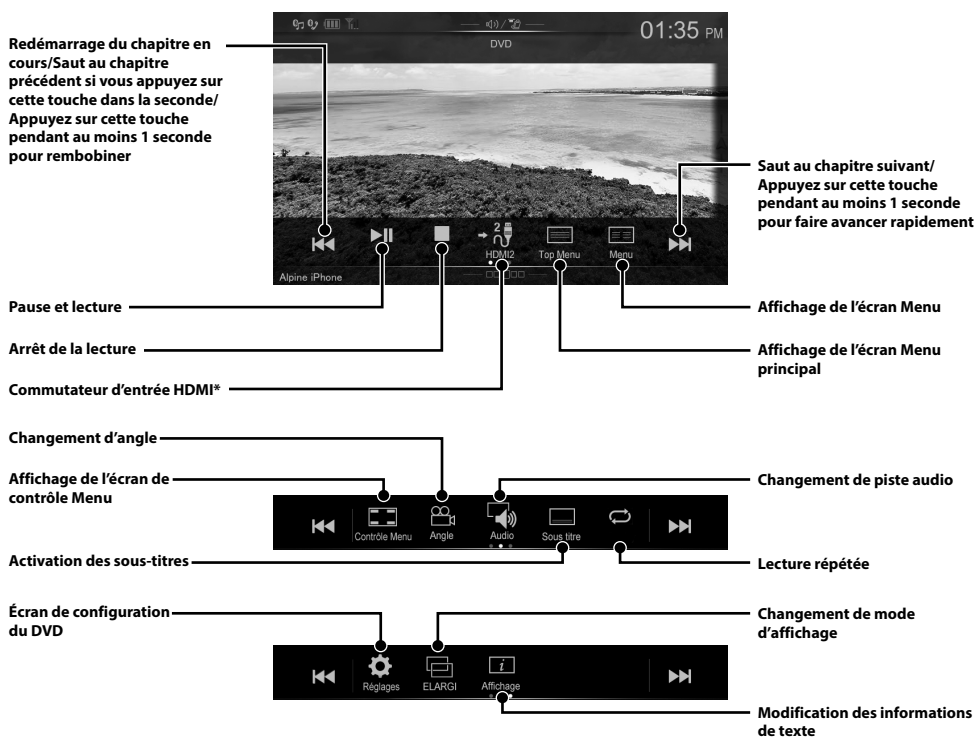 01:35 PM
DVD
Redémarrage du chapitre en
cours/Saut au chapitre
précédent si vous appuyez sur
cette touche dans la seconde/
Appuyez sur cette touche
pendant au moins 1 seconde
pour rembobiner
Saut au chapitre suivant/
Appuyez sur cette touche
pendant au moins 1 seconde
pour faire avancer rapidement
2
HDMI2
Top Menu
Menu
Alpine iPhone
Pause et lecture
Affichage de l’écran Menu
Arrêt de la lecture
Affichage de l’écran Menu
principal
Commutateur d’entrée HDMI*
Changement d’angle
Affichage de l’écran de
contrôle Menu
Changement de piste audio
Contrôle Menu
Angle
Audio
Sous titre
Activation des sous-titres
Lecture répétée
Écran de configuration
du DVD
Changement de mode
d’affichage
i
Réglages
ELARGI
Affichage
Modification des informations
de texte